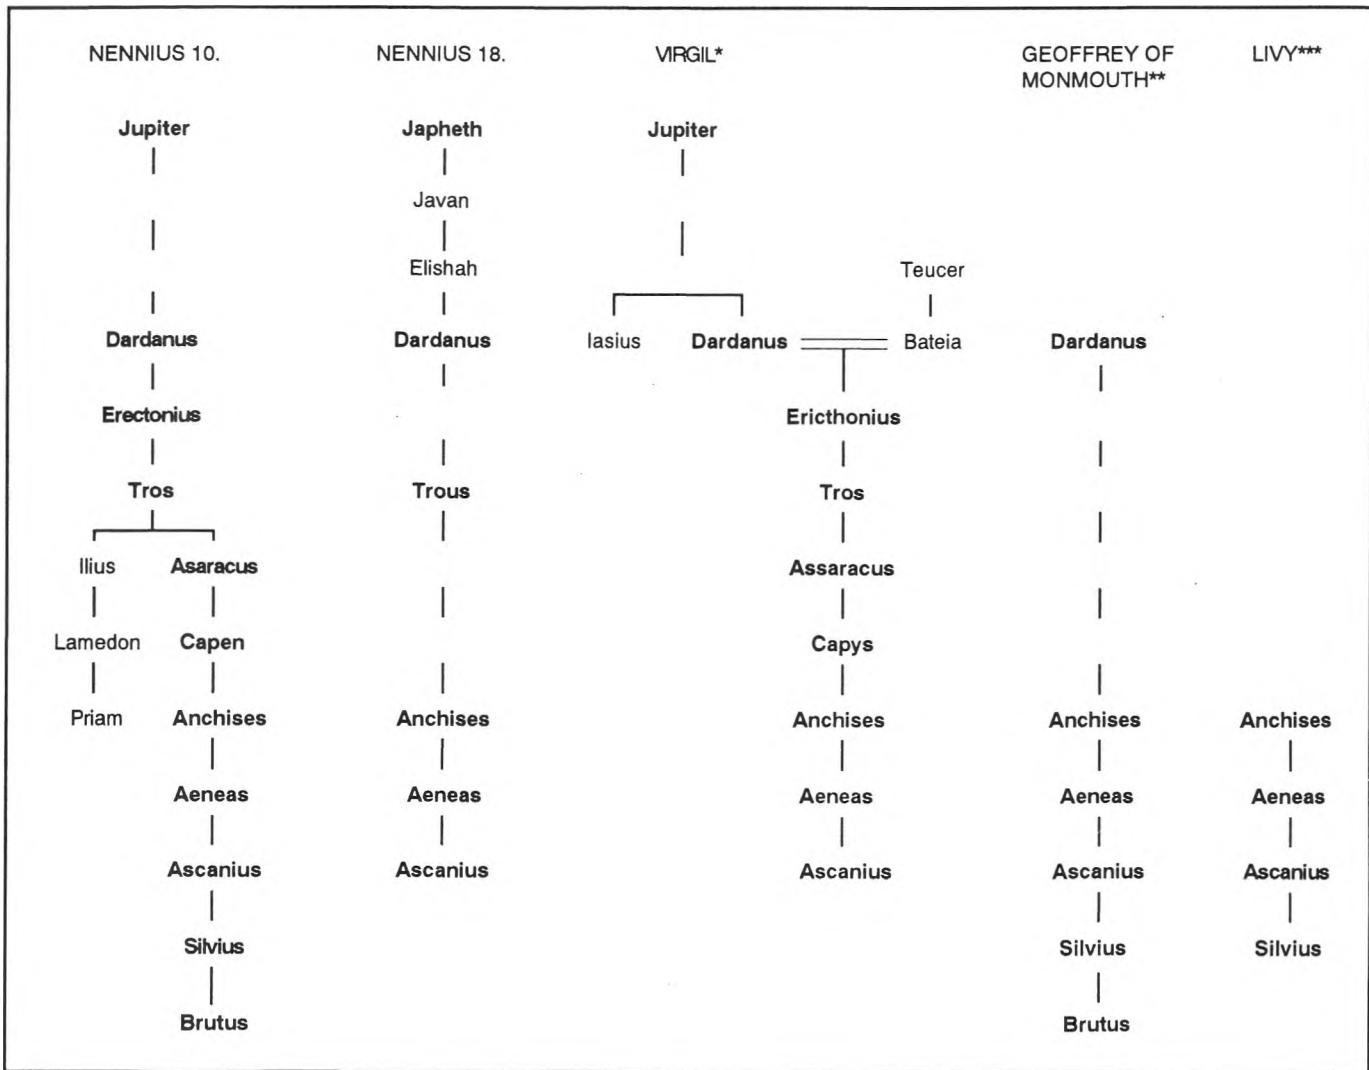 NENNIUS 10. NENNIUS 18. VIRGIL* GEOFFREY OF MONMOUTH** LIVY***
Jupiter Japheth Jupiter
Javan
Elishah Teucer
Dardanus Dardanus Iasius Dardanus Bateia Dardanus
Erectonius Ericthonius
Tros Trous Tros
Ilius Asaracus Assaracus
Lamedon Capen Capys
Priam Anchises Anchises Anchises Anchises Anchises
Aeneas Aeneas Aeneas Aeneas Aeneas
Ascanius Ascanius Ascanius Ascanius Ascanius
Silvius Silvius Silvius
Brutus Brutus